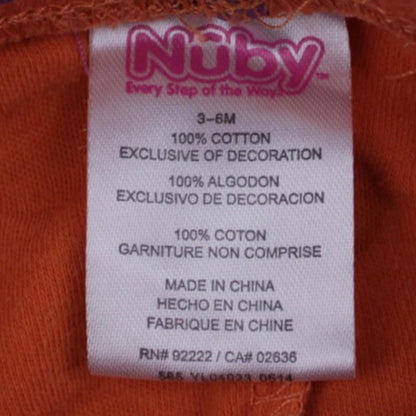 Nûby™
Every Step of the Way
3-6M
100% COTTON
EXCLUSIVE OF DECORATION
100% ALGODON
EXCLUSIVO DE DECORACION
100% COTON
GARNITURE NON COMPRISE
MADE IN CHINA
HECHO EN CHINA
FABRIQUE EN CHINE
RN# 92222 / CA# 02636